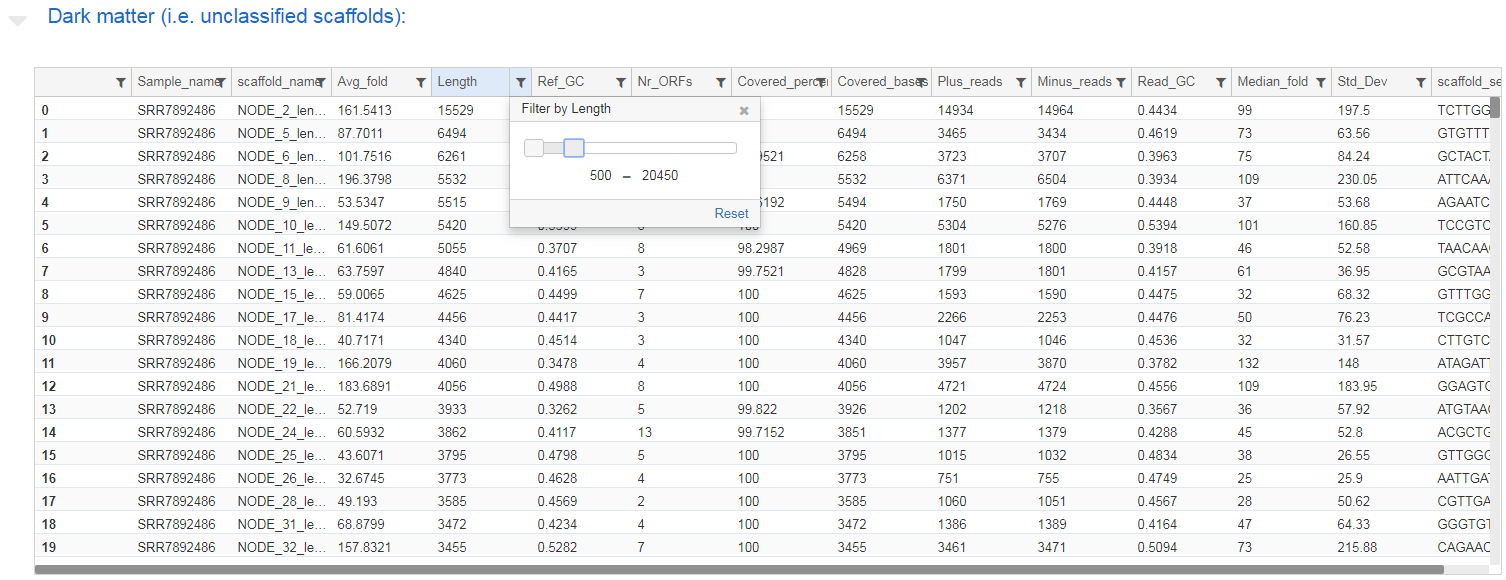 Dark matter (i.e. unclassified scaffolds):
Sample_name scaffold_name Avg_fold Length Ref_GC Nr_ORFs Covered_perce Covered_bases Plus_reads Minus_reads Read_GC Median_fold Std_Dev scaffold_se
0 SRR7892486 NODE_2_len... 161.5413 15529 15529 14934 14964 0.4434 99 197.5 TCTTGG
Filter by Length
1 SRR7892486 NODE_5_len... 87.7011 6494 6494 3465 3434 0.4619 73 63.56 GTGTTT
2 SRR7892486 NODE_6_len... 101.7516 6261 9521 6258 3723 3707 0.3963 75 84.24 GCTACT
3 SRR7892486 NODE_8_len... 196.3798 5532 5532 6371 6504 0.3934 109 230.05 ATTCAA
500 – 20450
4 SRR7892486 NODE_9_len... 53.5347 5515 6192 5494 1750 1769 0.4448 37 53.68 AGAATC
Reset
5 SRR7892486 NODE_10_le... 149.5072 5420 5420 5304 5276 0.5394 101 160.85 TCCGTC
6 SRR7892486 NODE_11_le... 61.6061 5055 0.3707 8 98.2987 4969 1801 1800 0.3918 46 52.58 TAACAA
7 SRR7892486 NODE_13_le... 63.7597 4840 0.4165 3 99.7521 4828 1799 1801 0.4157 61 36.95 GCGTAA
8 SRR7892486 NODE_15_le... 59.0065 4625 0.4499 7 100 4625 1593 1590 0.4475 32 68.32 GTTTGG
9 SRR7892486 NODE_17_le... 81.4174 4456 0.4417 3 100 4456 2266 2253 0.4476 50 76.23 TCGCCA
10 SRR7892486 NODE_18_le... 40.7171 4340 0.4514 3 100 4340 1047 1046 0.4536 32 31.57 CTTGTC
11 SRR7892486 NODE_19_le... 166.2079 4060 0.3478 4 100 4060 3957 3870 0.3782 132 148 ATAGATT
12 SRR7892486 NODE_21_le... 183.6891 4056 0.4988 8 100 4056 4721 4724 0.4556 109 183.95 GGAGTC
13 SRR7892486 NODE_22_le... 52.719 3933 0.3262 5 99.822 3926 1202 1218 0.3567 36 57.92 ATGTAA
14 SRR7892486 NODE_24_le... 60.5932 3862 0.4117 13 99.7152 3851 1377 1379 0.4288 45 52.8 ACGCTG
15 SRR7892486 NODE_25_le... 43.6071 3795 0.4798 5 100 3795 1015 1032 0.4834 38 26.55 GTTGGG
16 SRR7892486 NODE_26_le... 32.6745 3773 0.4628 4 100 3773 751 755 0.4749 25 25.9 AATTGA
17 SRR7892486 NODE_28_le... 49.193 3585 0.4569 2 100 3585 1060 1051 0.4567 28 50.62 CGTTGA
18 SRR7892486 NODE_31_le... 68.8799 3472 0.4234 4 100 3472 1386 1389 0.4164 47 64.33 GGGTGT
19 SRR7892486 NODE_32_le... 157.8321 3455 0.5282 7 100 3455 3461 3471 0.5094 73 215.88 CAGAAC